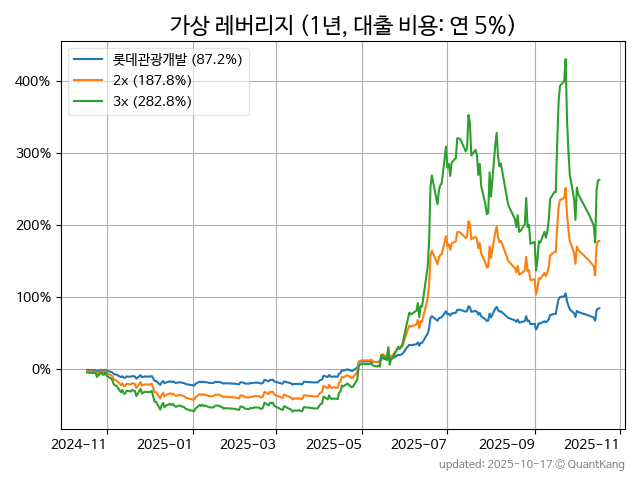 가상 레버리지 (1년, 대출 비용: 연 5%)
롯데관광개발 (87.2%)
2x (187.8%)
3x (282.8%)
400%
300%
200%
100%
0%
2024-11
2025-01
2025-03
2025-05
2025-07
2025-09
2025-11
updated: 2025-10-17 © QuantKang